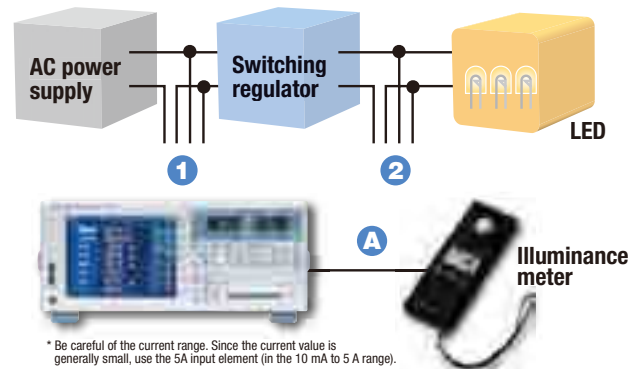 AC power
supply
Switching
regulator
LED
1
2
A
Illuminance
meter
* Be careful of the current range. Since the current value is
generally small, use the 5A input element (in the 10 mA to 5 A range).